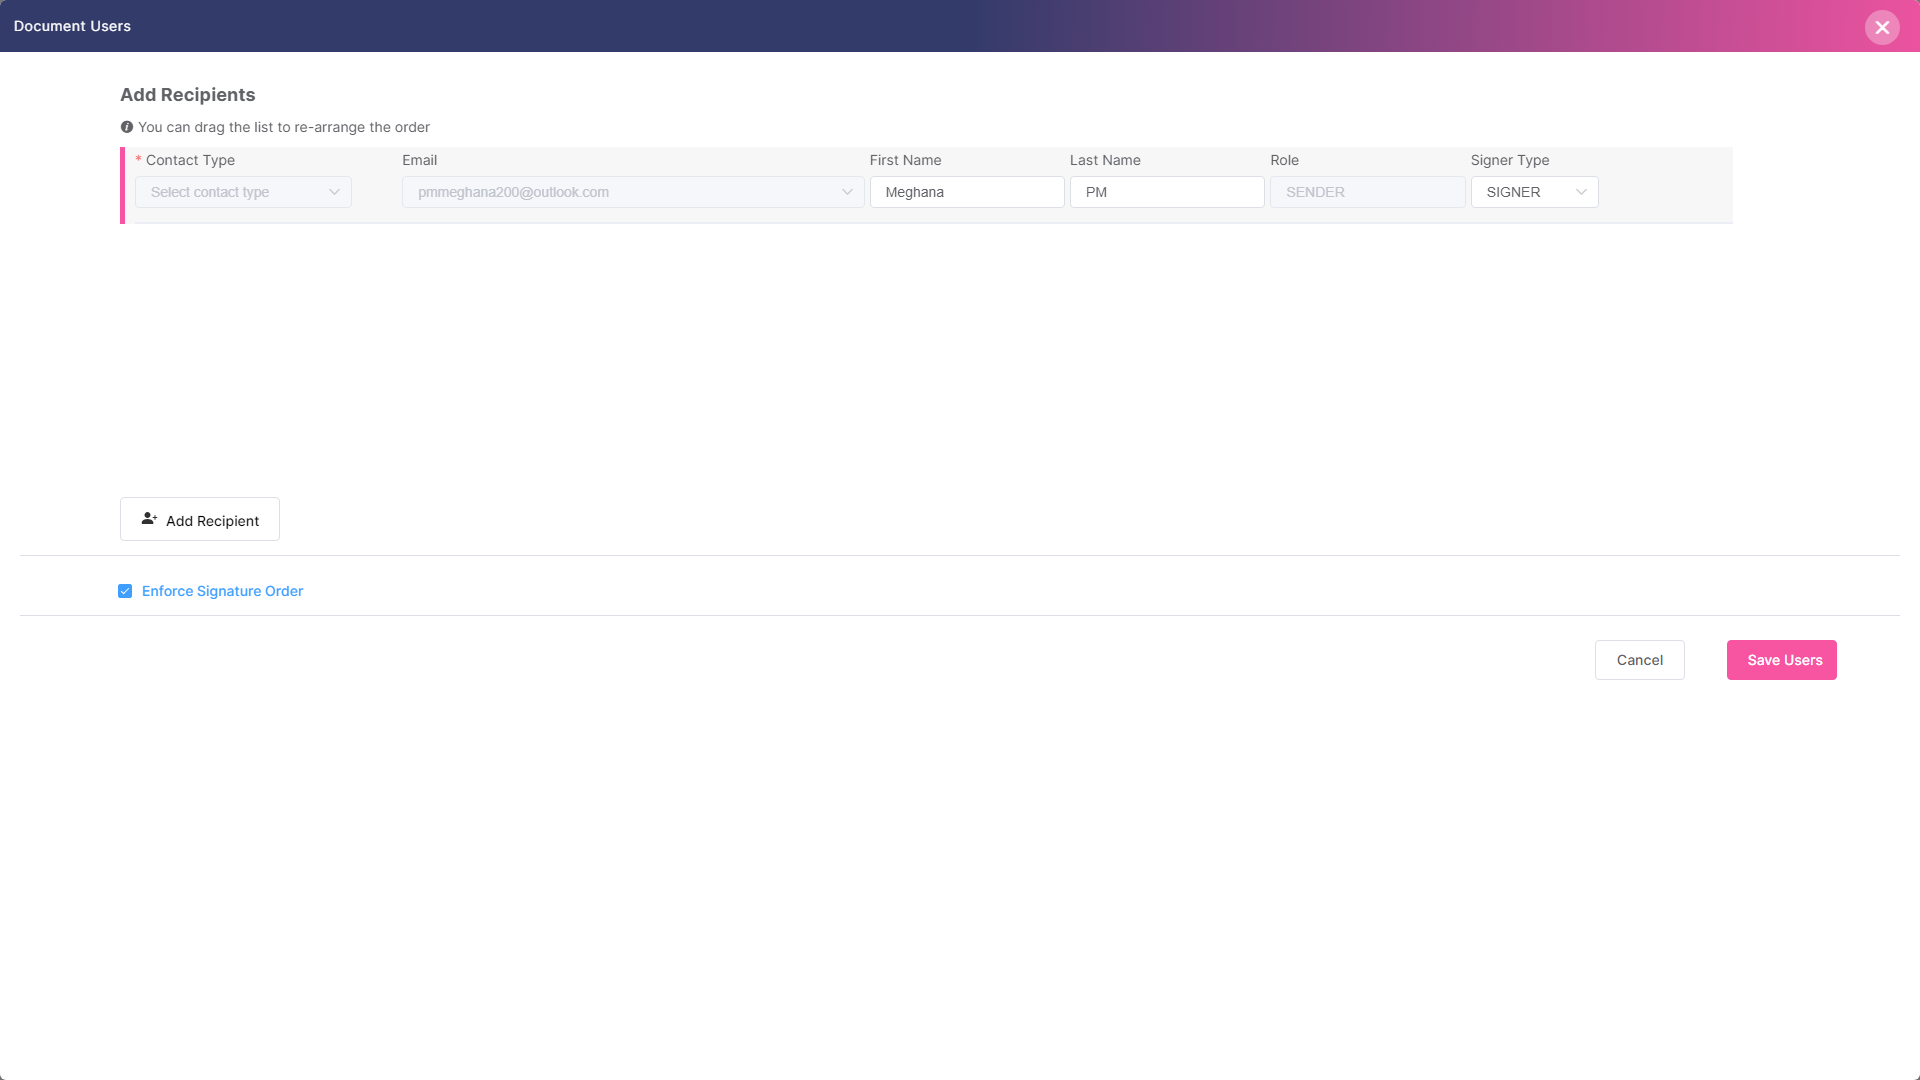 Document Users
Add Recipients
You can drag the list to re-arrange the order
* Contact Type Email First Name Last Name Role Signer Type
Select contact type pmmeghana200@outlook.com Meghana PM SENDER SIGNER
Add Recipient
Enforce Signature Order
Cancel Save Users